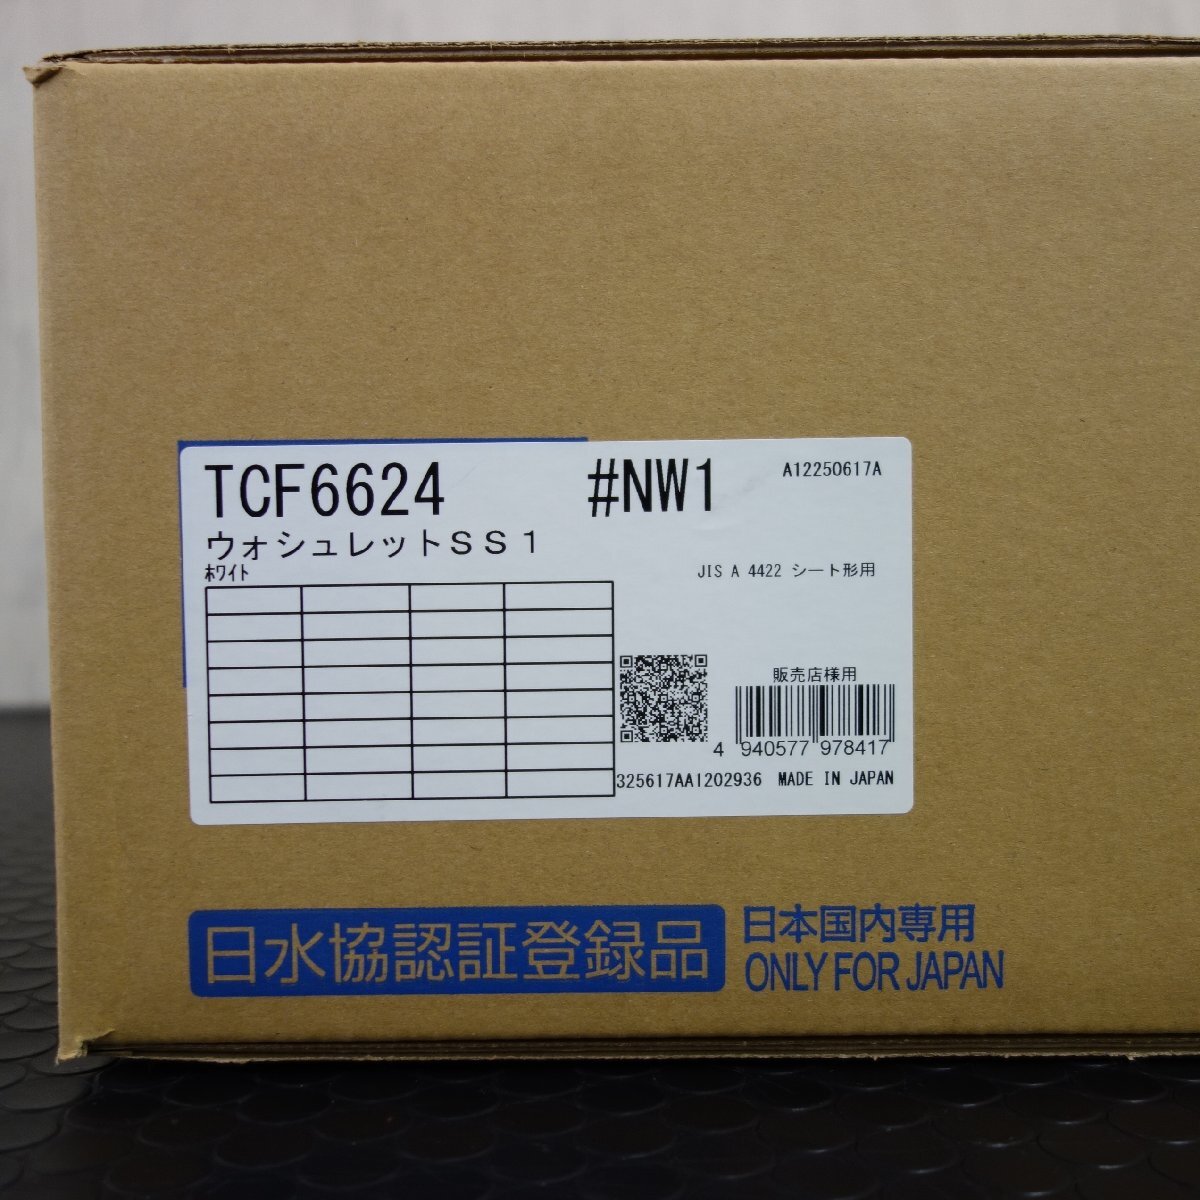 TCF6624 #NW1 A12250617A
ウォシュレットSS1
ホワイト
JIS A 4422 シート形用
販売店様用
4 940577 978417
325617AA1202936 MADE IN JAPAN
日水協認証登録品
日本国内専用
ONLY FOR JAPAN